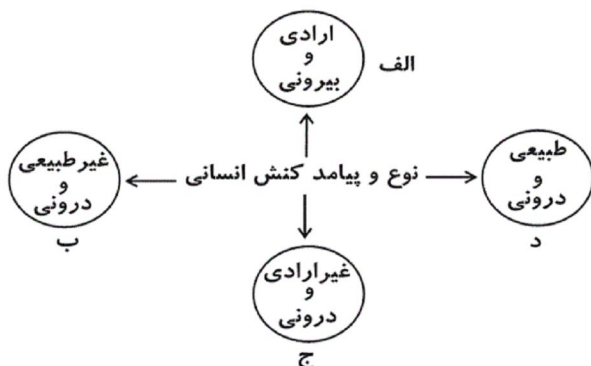 ارادی
و
بیرونی
الف
طبیعی
و
درونی
د
نوع و پیامد کنش انسانی
غیرطبیعی
و
درونی
ب
غیرارادی
و
درونی
ج